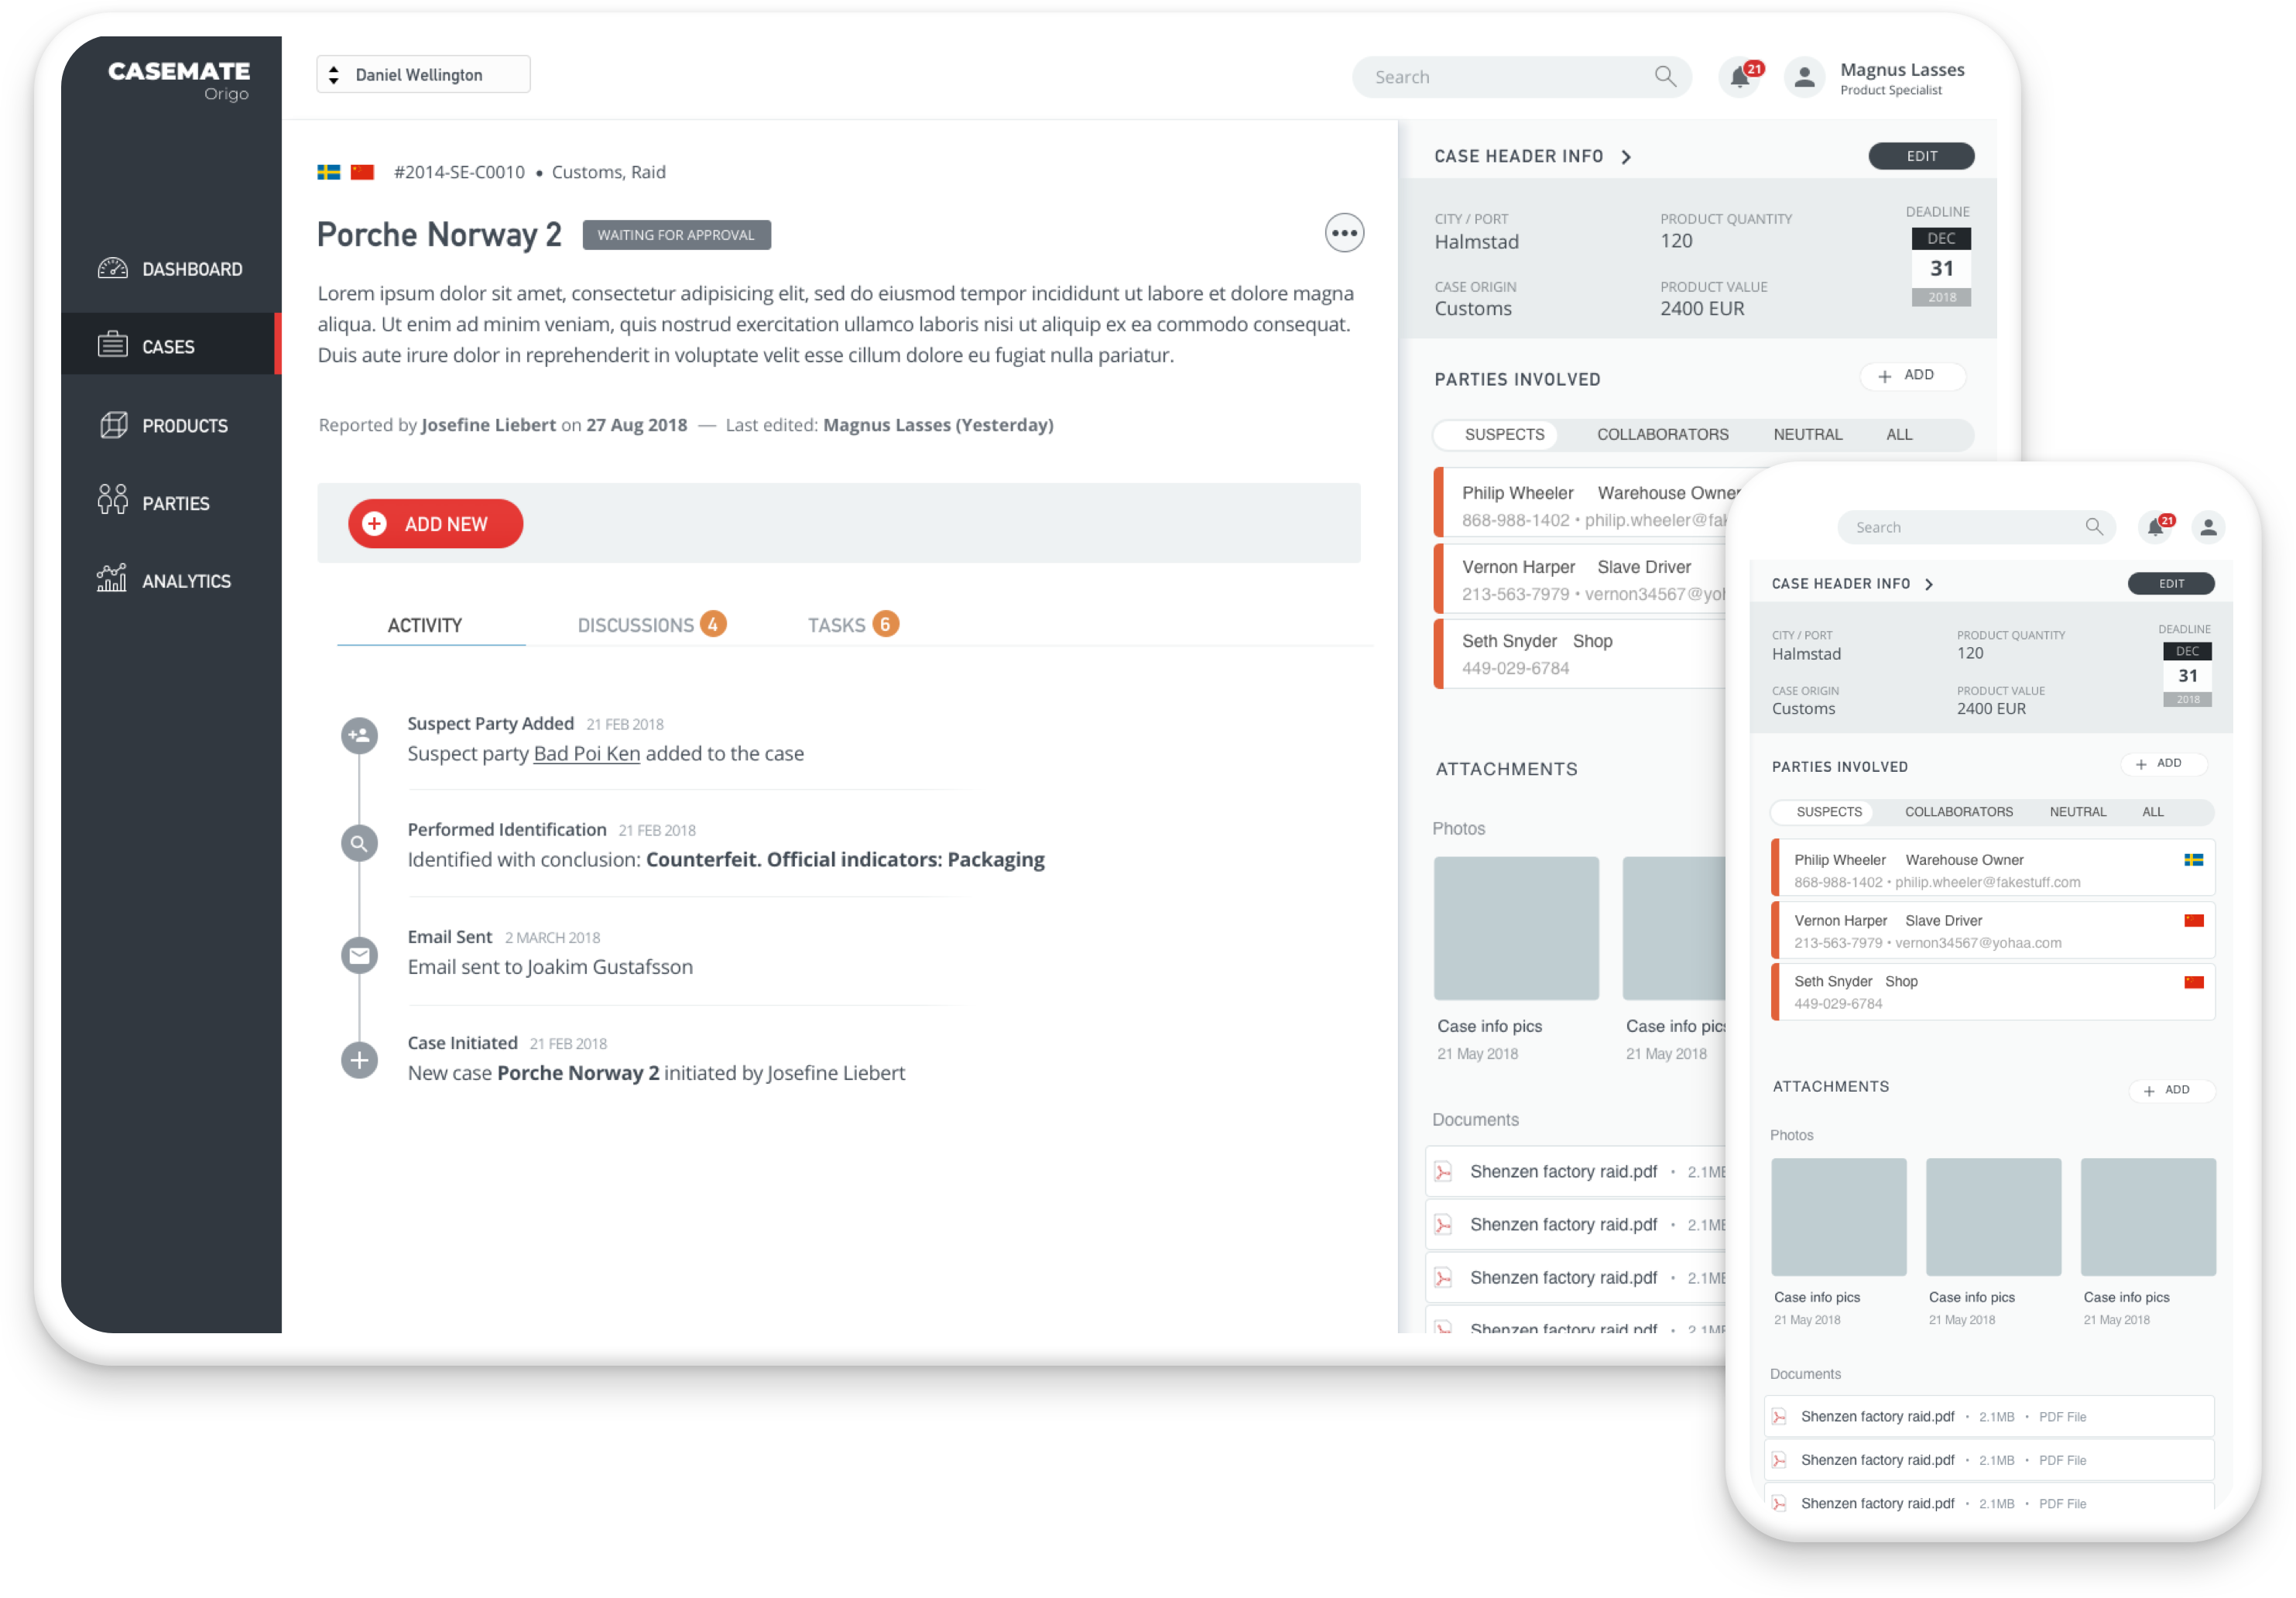 CASEMATE
Origo
DASHBOARD
CASES
PRODUCTS
PARTIES
ANALYTICS
Daniel Wellington
Search
21
Magnus Lasses
Product Specialist
#2014-SE-C0010 • Customs, Raid
Porche Norway 2 WAITING FOR APPROVAL
Lorem ipsum dolor sit amet, consectetur adipisicing elit, sed do eiusmod tempor incididunt ut labore et dolore magna
aliqua. Ut enim ad minim veniam, quis nostrud exercitation ullamco laboris nisi ut aliquip ex ea commodo consequat.
Duis aute irure dolor in reprehenderit in voluptate velit esse cillum dolore eu fugiat nulla pariatur.
Reported by Josefine Liebert on 27 Aug 2018 — Last edited: Magnus Lasses (Yesterday)
ADD NEW
ACTIVITY DISCUSSIONS 4 TASKS 6
Suspect Party Added 21 FEB 2018
Suspect party Bad Poi Ken added to the case
Performed Identification 21 FEB 2018
Identified with conclusion: Counterfeit. Official indicators: Packaging
Email Sent 2 MARCH 2018
Email sent to Joakim Gustafsson
Case Initiated 21 FEB 2018
New case Porche Norway 2 initiated by Josefine Liebert
CASE HEADER INFO EDIT
CITY / PORT PRODUCT QUANTITY DEADLINE
Halmstad 120 DEC
31
CASE ORIGIN PRODUCT VALUE 2018
Customs 2400 EUR
PARTIES INVOLVED + ADD
SUSPECTS COLLABORATORS NEUTRAL ALL
Philip Wheeler Warehouse Owner
868-988-1402 • philip.wheeler@fak
Vernon Harper Slave Driver
213-563-7979 • vernon34567@yoh
Seth Snyder Shop
449-029-6784
ATTACHMENTS
Photos
Case info pics Case info pics
21 May 2018 21 May 2018
Documents
Shenzen factory raid.pdf • 2.1MB
Shenzen factory raid.pdf • 2.1MB
Shenzen factory raid.pdf • 2.1MB
Shenzen factory raid.pdf • 2.1MB
Search 21
CASE HEADER INFO EDIT
CITY / PORT PRODUCT QUANTITY DEADLINE
Halmstad 120 DEC
31
CASE ORIGIN PRODUCT VALUE 2018
Customs 2400 EUR
PARTIES INVOLVED + ADD
SUSPECTS COLLABORATORS NEUTRAL ALL
Philip Wheeler Warehouse Owner
868-988-1402 • philip.wheeler@fakestuff.com
Vernon Harper Slave Driver
213-563-7979 • vernon34567@yohaa.com
Seth Snyder Shop
449-029-6784
ATTACHMENTS + ADD
Photos
Case info pics Case info pics Case info pics
21 May 2018 21 May 2018 21 May 2018
Documents
Shenzen factory raid.pdf • 2.1MB • PDF File
Shenzen factory raid.pdf • 2.1MB • PDF File
Shenzen factory raid.pdf • 2.1MB • PDF File